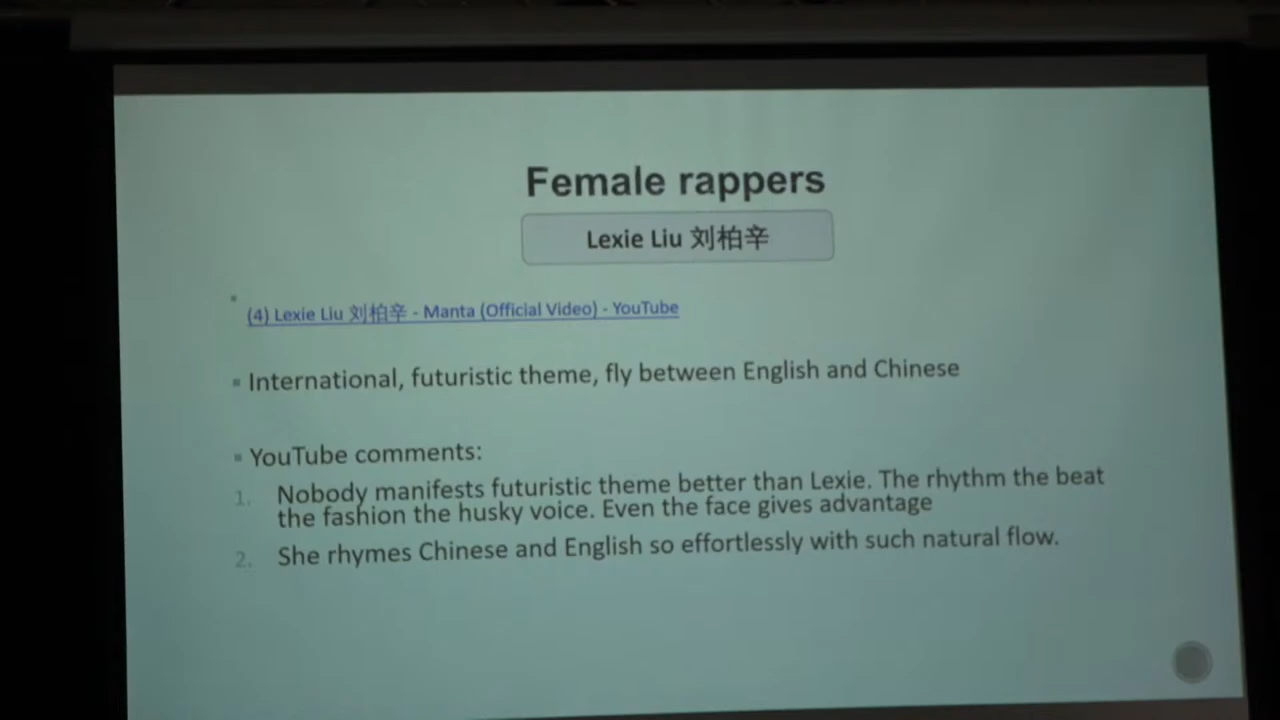 Female rappers
Lexie Liu 刘柏辛
(4) Lexie Liu 刘柏辛 - Manta (Official Video) - YouTube
International, futuristic theme, fly between English and Chinese
YouTube comments:
1. Nobody manifests futuristic theme better than Lexie. The rhythm the beat
the fashion the husky voice. Even the face gives advantage
2. She rhymes Chinese and English so effortlessly with such natural flow.